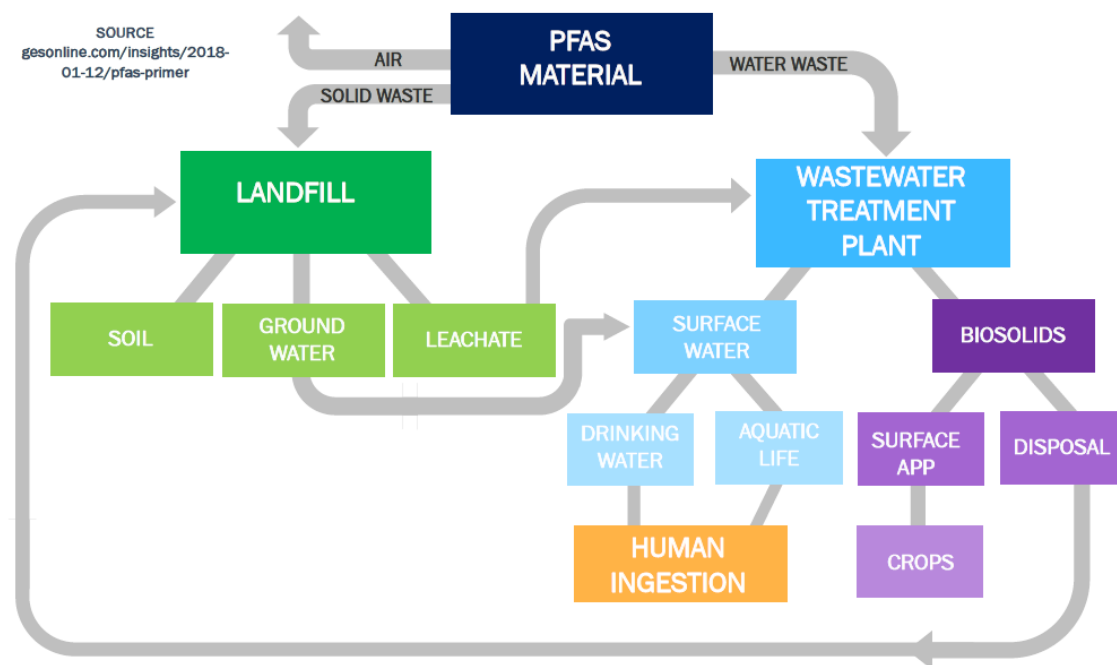 SOURCE
gesonline.com/insights/2018-
01-12/pfas-primer
PFAS
MATERIAL
AIR
WATER WASTE
SOLID WASTE
LANDFILL
WASTEWATER
TREATMENT
PLANT
SOIL
GROUND
WATER
LEACHATE
SURFACE
WATER
BIOSOLIDS
DRINKING
WATER
AQUATIC
LIFE
SURFACE
APP
DISPOSAL
HUMAN
INGESTION
CROPS